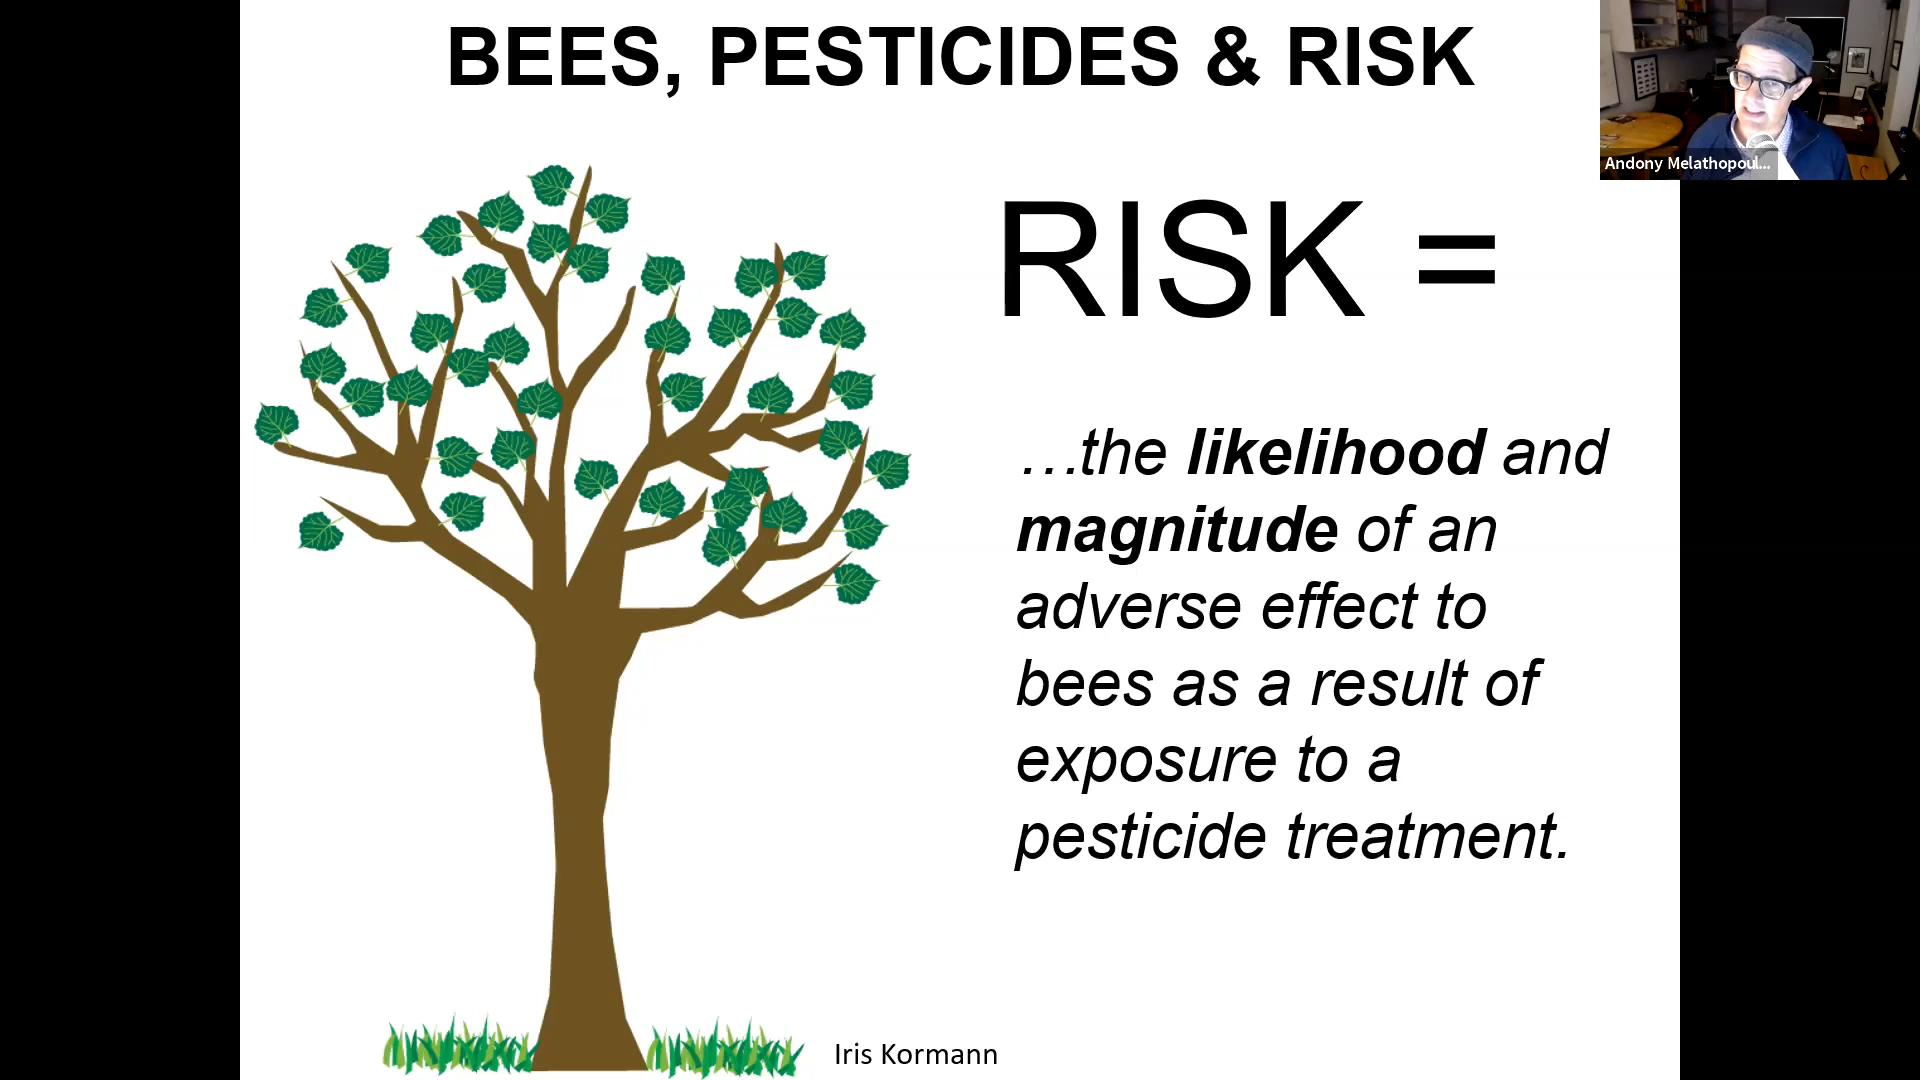 BEES, PESTICIDES & RISK
Andony Melathopoul...
RISK =
...the likelihood and
magnitude of an
adverse effect to
bees as a result of
exposure to a
pesticide treatment.
Iris Kormann